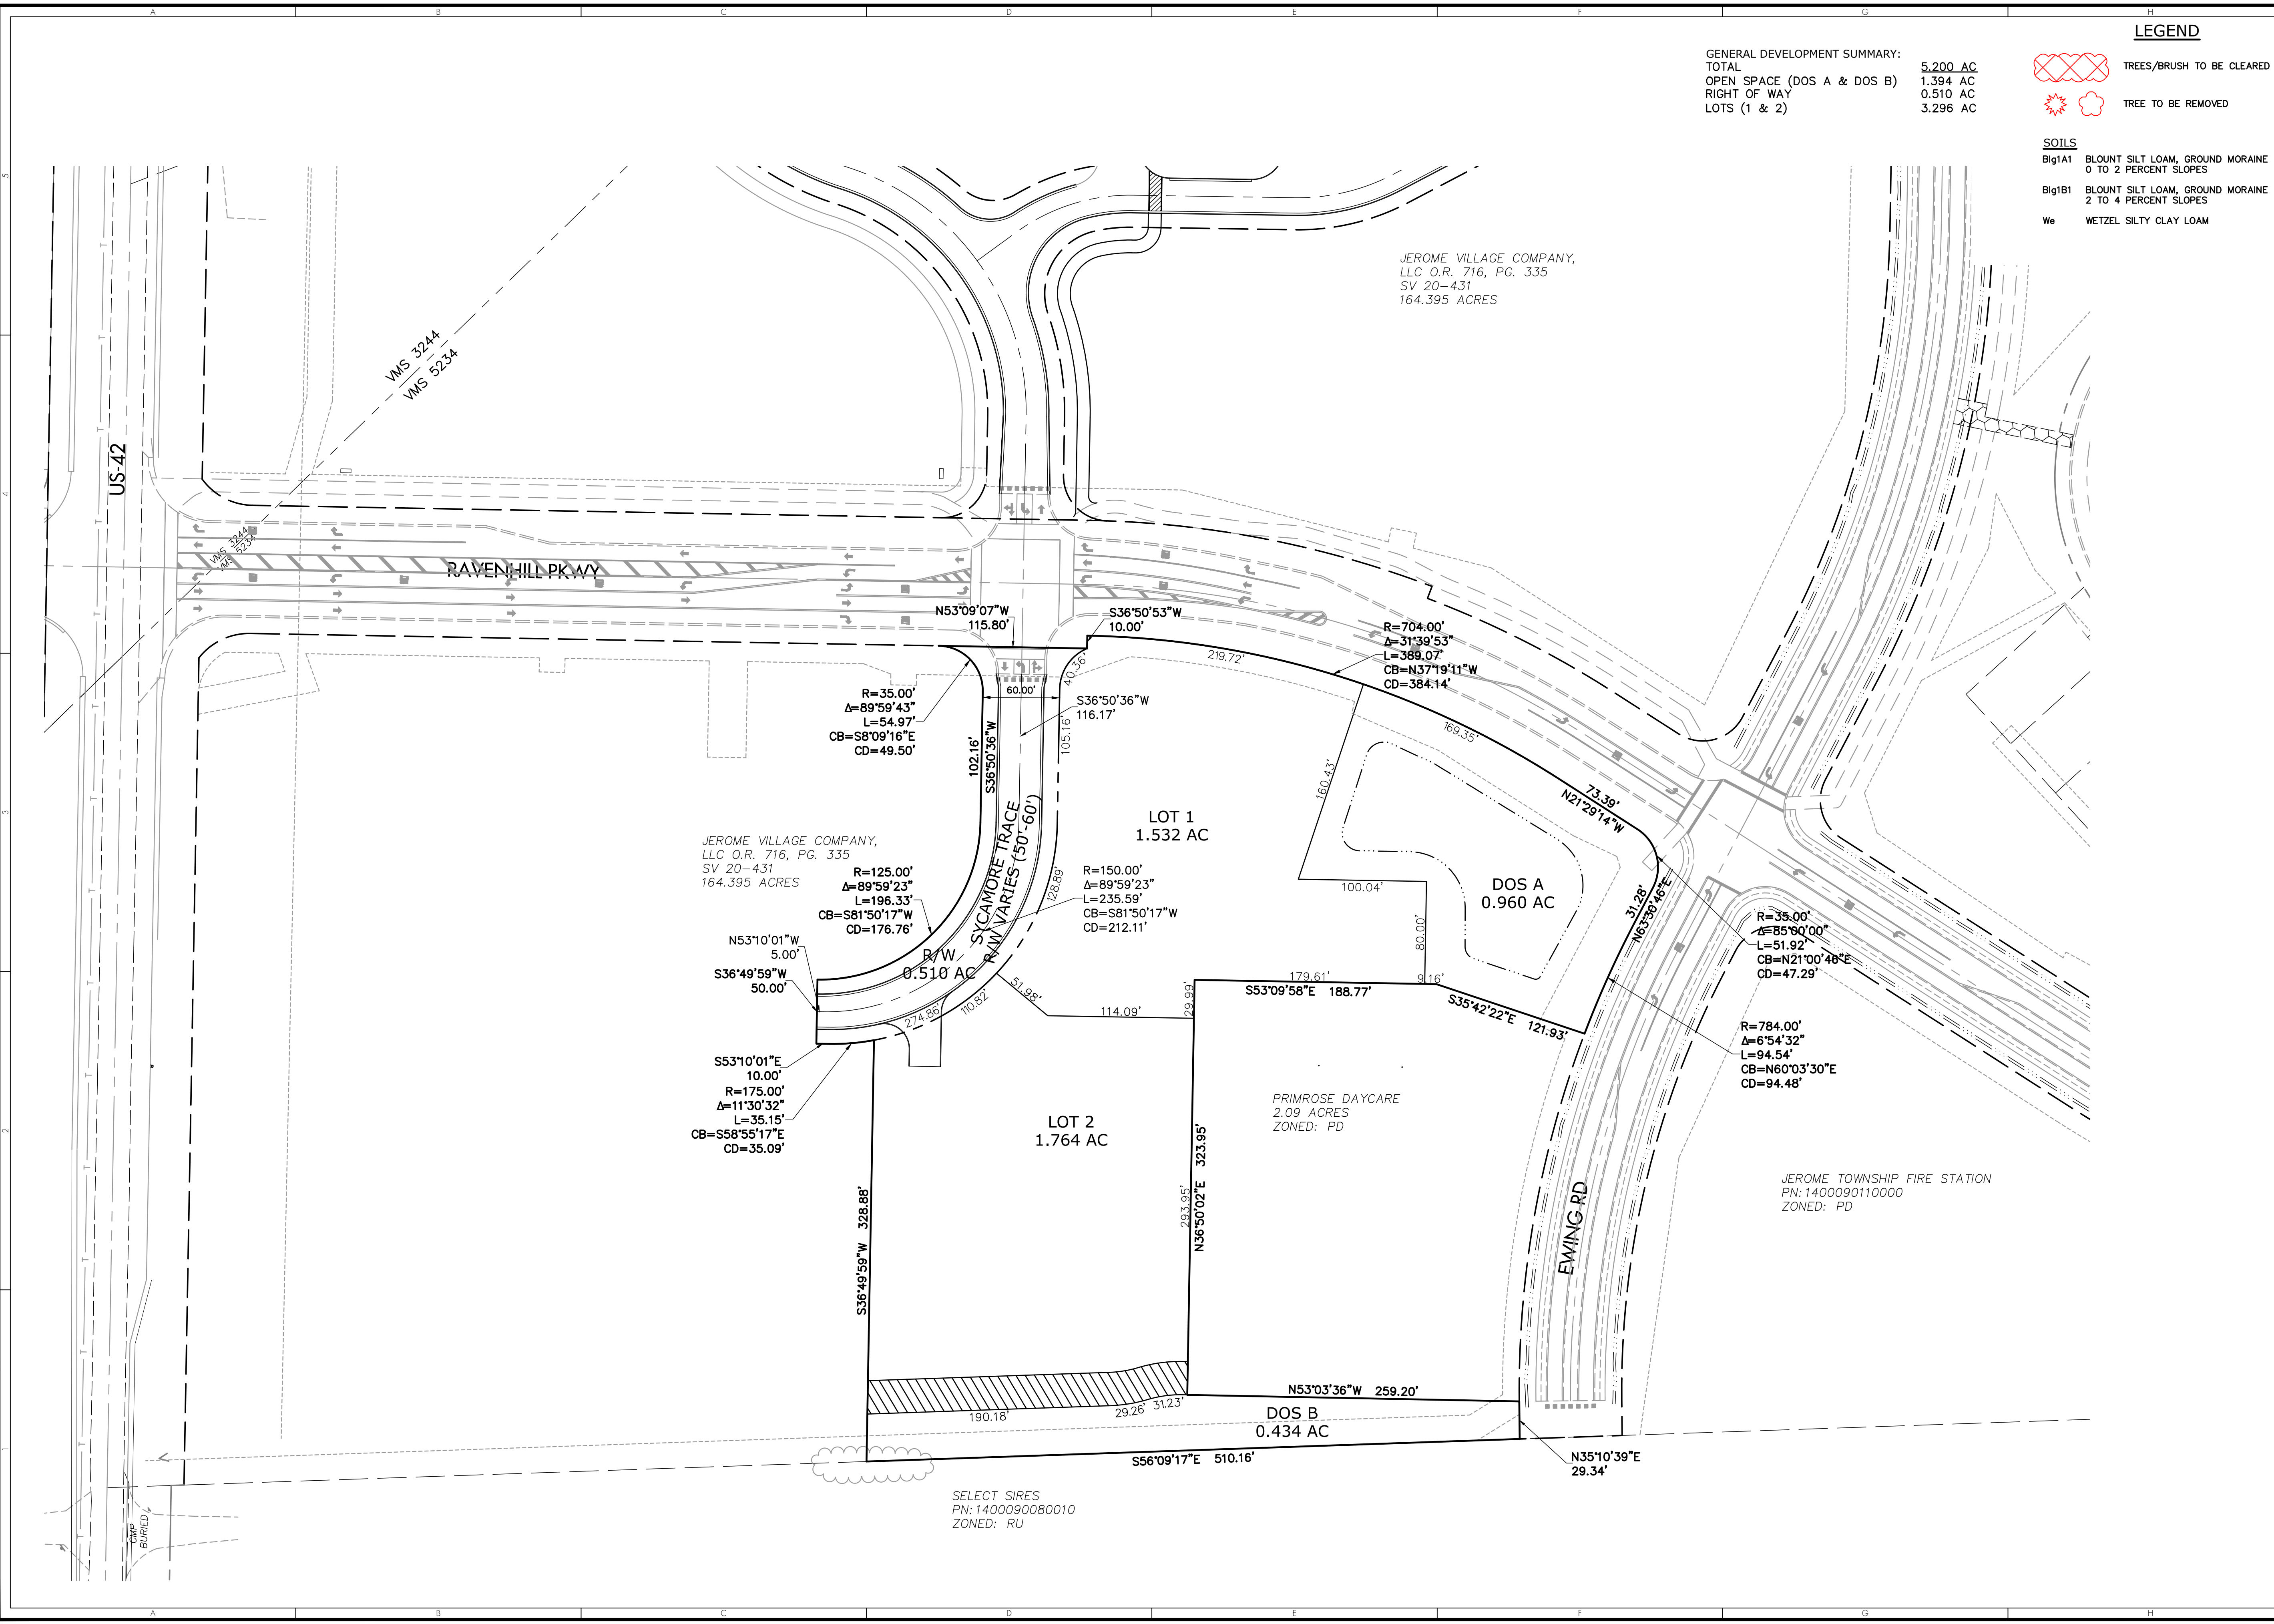 A B C D E F G H
LEGEND
GENERAL DEVELOPMENT SUMMARY:
TOTAL 5.200 AC
OPEN SPACE (DOS A & DOS B) 1.394 AC
RIGHT OF WAY 0.510 AC
LOTS (1 & 2) 3.296 AC
TREES/BRUSH TO BE CLEARED
TREE TO BE REMOVED
SOILS
Blg1A1 BLOUNT SILT LOAM, GROUND MORAINE
0 TO 2 PERCENT SLOPES
Blg1B1 BLOUNT SILT LOAM, GROUND MORAINE
2 TO 4 PERCENT SLOPES
We WETZEL SILTY CLAY LOAM
5
4
3
2
1
JEROME VILLAGE COMPANY,
LLC O.R. 716, PG. 335
SV 20-431
164.395 ACRES
VMS 3244
VMS 5234
US-42
VMS 3244
VMS 5234
RAVENHILL PKWY
N53°09'07"W
115.80'
S36°50'53"W
10.00'
R=704.00'
Δ=31°39'53"
L=389.07'
CB=N37°19'11"W
CD=384.14'
219.72'
40.36'
60.00'
R=35.00'
Δ=89°59'43"
L=54.97'
CB=S8°09'16"E
CD=49.50'
S36°50'36"W
116.17'
105.16'
102.16'
S36°50'36"W
169.35'
160.43'
73.39'
N21°29'14"W
SYCAMORE TRACE
R/W VARIES (50'-60')
LOT 1
1.532 AC
JEROME VILLAGE COMPANY,
LLC O.R. 716, PG. 335
SV 20-431
164.395 ACRES
R=125.00'
Δ=89°59'23"
L=196.33'
CB=S81°50'17"W
CD=176.76'
128.89'
R=150.00'
Δ=89°59'23"
L=235.59'
CB=S81°50'17"W
CD=212.11'
100.04'
DOS A
0.960 AC
31.28'
N63°30'46"E
R=35.00'
Δ=85°00'00"
L=51.92'
CB=N21°00'46"E
CD=47.29'
80.00'
N53°10'01"W
5.00'
S36°49'59"W
50.00'
R/W
0.510 AC
51.98'
110.82'
274.86'
114.09'
29.99'
179.61'
9.16'
S53°09'58"E 188.77'
S35°42'22"E 121.93'
R=784.00'
Δ=6°54'32"
L=94.54'
CB=N60°03'30"E
CD=94.48'
S53°10'01"E
10.00'
R=175.00'
Δ=11°30'32"
L=35.15'
CB=S58°55'17"E
CD=35.09'
LOT 2
1.764 AC
PRIMROSE DAYCARE
2.09 ACRES
ZONED: PD
S36°49'59"W 328.88'
293.95'
N36°50'02"E 323.95'
EWING RD
JEROME TOWNSHIP FIRE STATION
PN:1400090110000
ZONED: PD
N53°03'36"W 259.20'
190.18'
29.26'
31.23'
DOS B
0.434 AC
S56°09'17"E 510.16'
N35°10'39"E
29.34'
SELECT SIRES
PN:1400090080010
ZONED: RU
CMP
BURIED
A B C D E F G H